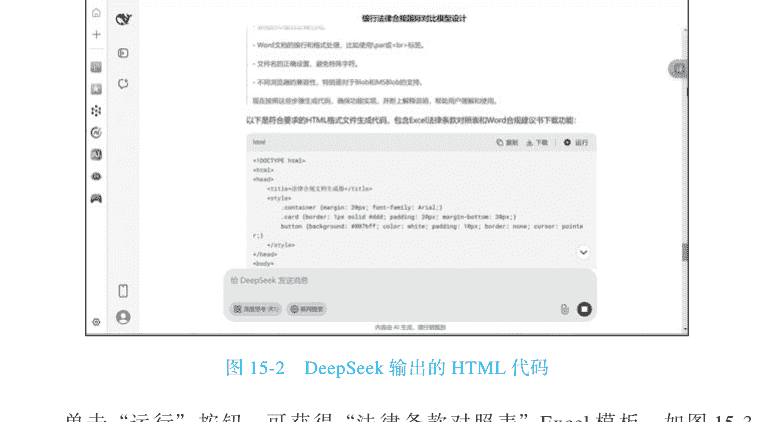 银行法律合规国际对比模型设计
- Word文档的换行和格式处理，比如使用\par或<br>标签。
- 文件名的正确设置，避免特殊字符。
- 不同浏览器的兼容性，特别是对于Blob和MSBlob的支持。
现在按照这些步骤生成代码，确保功能实现，并附上解释说明，帮助用户理解和使用。
以下是符合要求的HTML格式文件生成代码，包含Excel法律条款对照表和Word合规建议书下载功能：
html 复制 下载 运行
<!DOCTYPE html>
<html>
<head>
<title>法律合规文档生成器</title>
<style>
.container {margin: 20px; font-family: Arial;}
.card {border: 1px solid #ddd; padding: 20px; margin-bottom: 20px;}
button {background: #007bff; color: white; padding: 10px; border: none; cursor: pointe
r;}
</style>
</head>
<body>
给 DeepSeek 发送消息
深度思考 (R1) 联网搜索
内容由 AI 生成，请仔细甄别
图 15-2 DeepSeek 输出的 HTML 代码
单击“运行”按钮，可获得“法律条款对照表”Excel 模板，如图 15-3